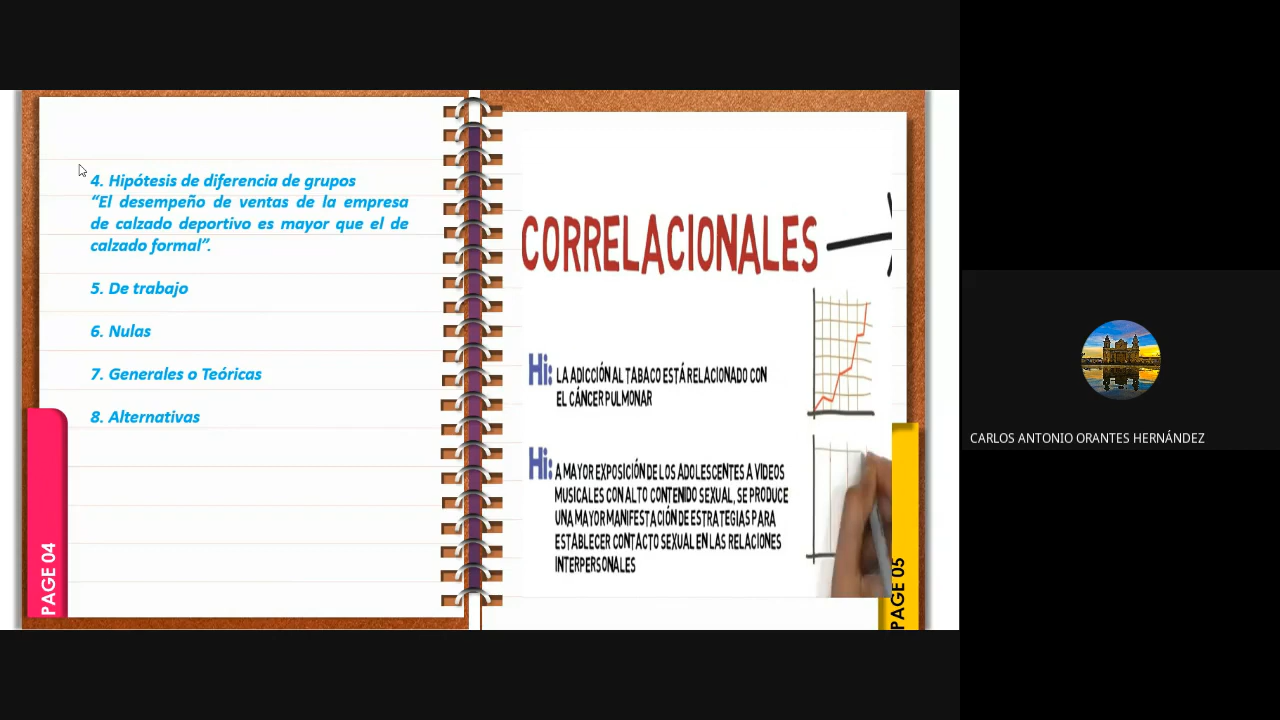 4. Hipótesis de diferencia de grupos
“El desempeño de ventas de la empresa
de calzado deportivo es mayor que el de
calzado formal”.
5. De trabajo
6. Nulas
7. Generales o Teóricas
8. Alternativas
PAGE 04
CORRELACIONALES
Hi: LA ADICCIÓN AL TABACO ESTÁ RELACIONADO CON
EL CÁNCER PULMONAR
Hi: A MAYOR EXPOSICIÓN DE LOS ADOLESCENTES A VIDEOS
MUSICALES CON ALTO CONTENIDO SEXUAL, SE PRODUCE
UNA MAYOR MANIFESTACIÓN DE ESTRATEGIAS PARA
ESTABLECER CONTACTO SEXUAL EN LAS RELACIONES
INTERPERSONALES
PAGE 05
CARLOS ANTONIO ORANTES HERNÁNDEZ